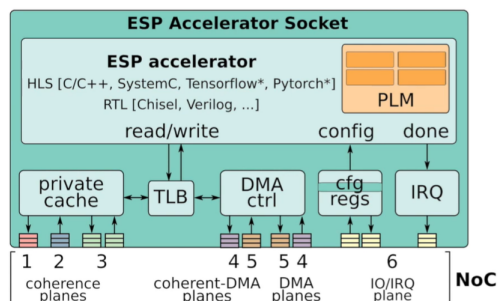 ESP Accelerator Socket
ESP accelerator
HLS [C/C++, SystemC, Tensorflow*, Pytorch*]
RTL [Chisel, Verilog, ...]
PLM
read/write
config
done
private
cache
TLB
DMA
ctrl
cfg
regs
IRQ
1
2
3
4
5
5
4
6
coherence
planes
coherent-DMA
planes
DMA
planes
IO/IRQ
plane
NoC